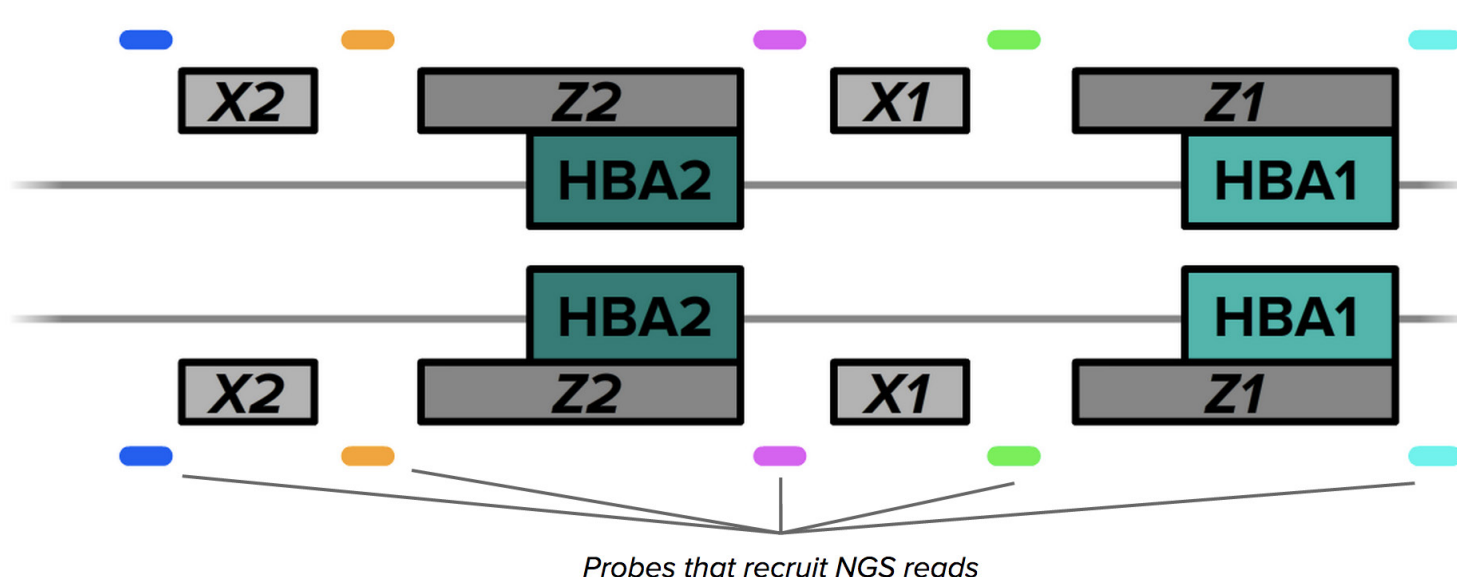 X2 Z2 X1 Z1
HBA2 HBA1
HBA2 HBA1
X2 Z2 X1 Z1
Probes that recruit NGS reads